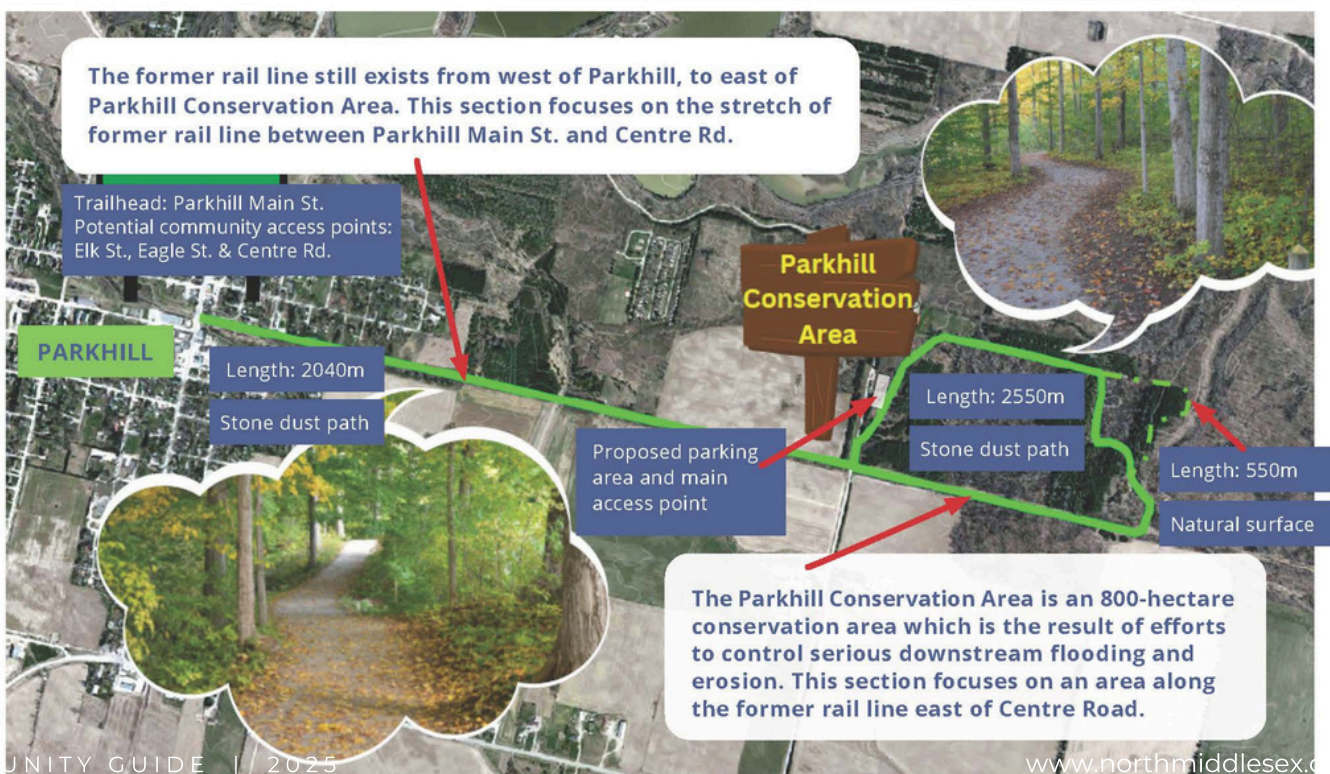 The former rail line still exists from west of Parkhill, to east of
Parkhill Conservation Area. This section focuses on the stretch of
former rail line between Parkhill Main St. and Centre Rd.
Trailhead: Parkhill Main St.
Potential community access points:
Elk St., Eagle St. & Centre Rd.
Parkhill
Conservation
Area
PARKHILL
Length: 2040m
Stone dust path
Length: 2550m
Stone dust path
Proposed parking
area and main
access point
Length: 550m
Natural surface
The Parkhill Conservation Area is an 800-hectare
conservation area which is the result of efforts
to control serious downstream flooding and
erosion. This section focuses on an area along
the former rail line east of Centre Road.
UNITY GUIDE | 2025
www.northmiddlesex.c